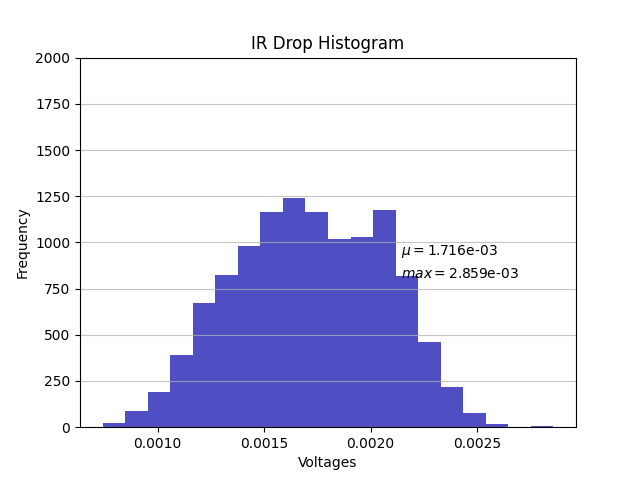 IR Drop Histogram
2000
1750
1500
1250
1000
750
500
250
0
Frequency
μ = 1.716e-03
max = 2.859e-03
0.0010 0.0015 0.0020 0.0025
Voltages